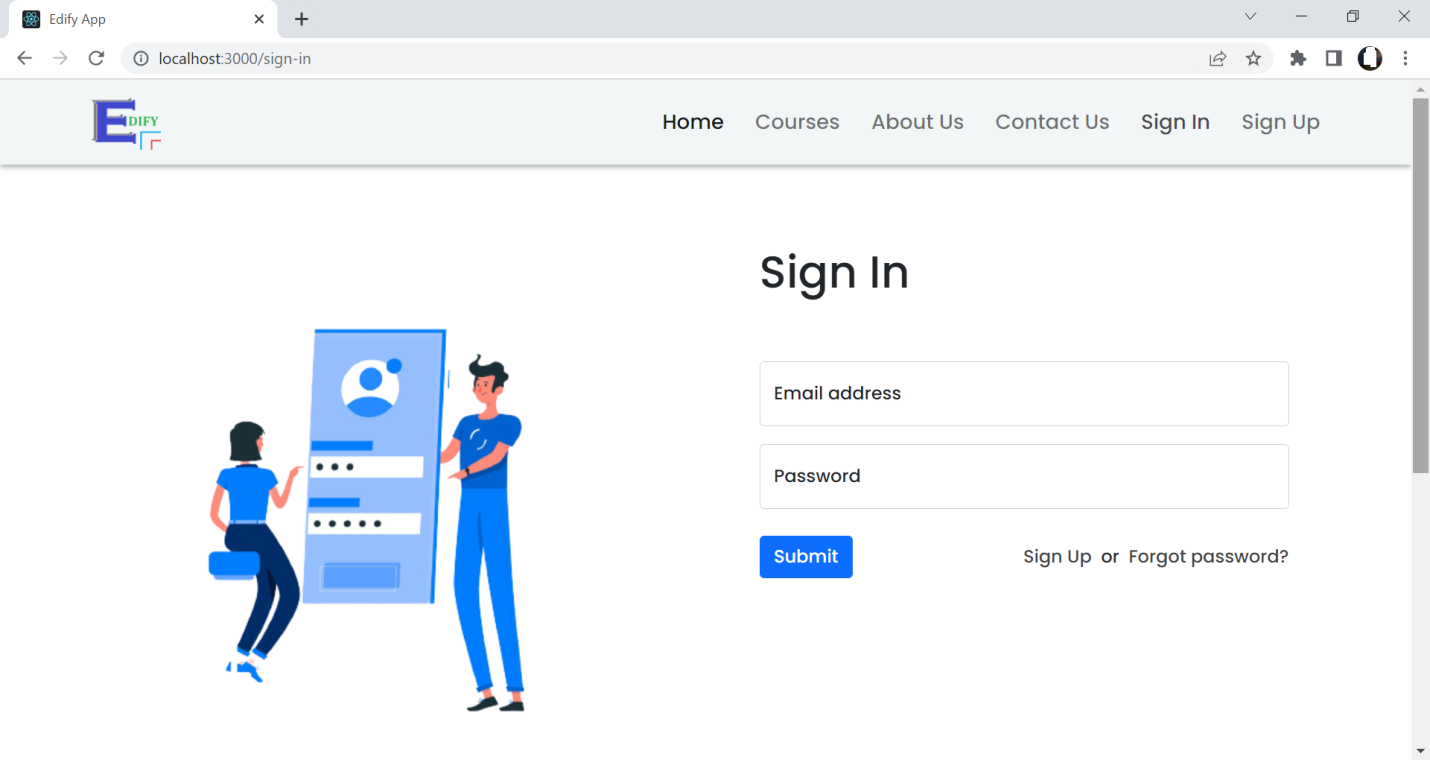 Edify App
localhost:3000/sign-in
EDIFY
Home Courses About Us Contact Us Sign In Sign Up
Sign In
Email address
Password
Submit Sign Up or Forgot password?